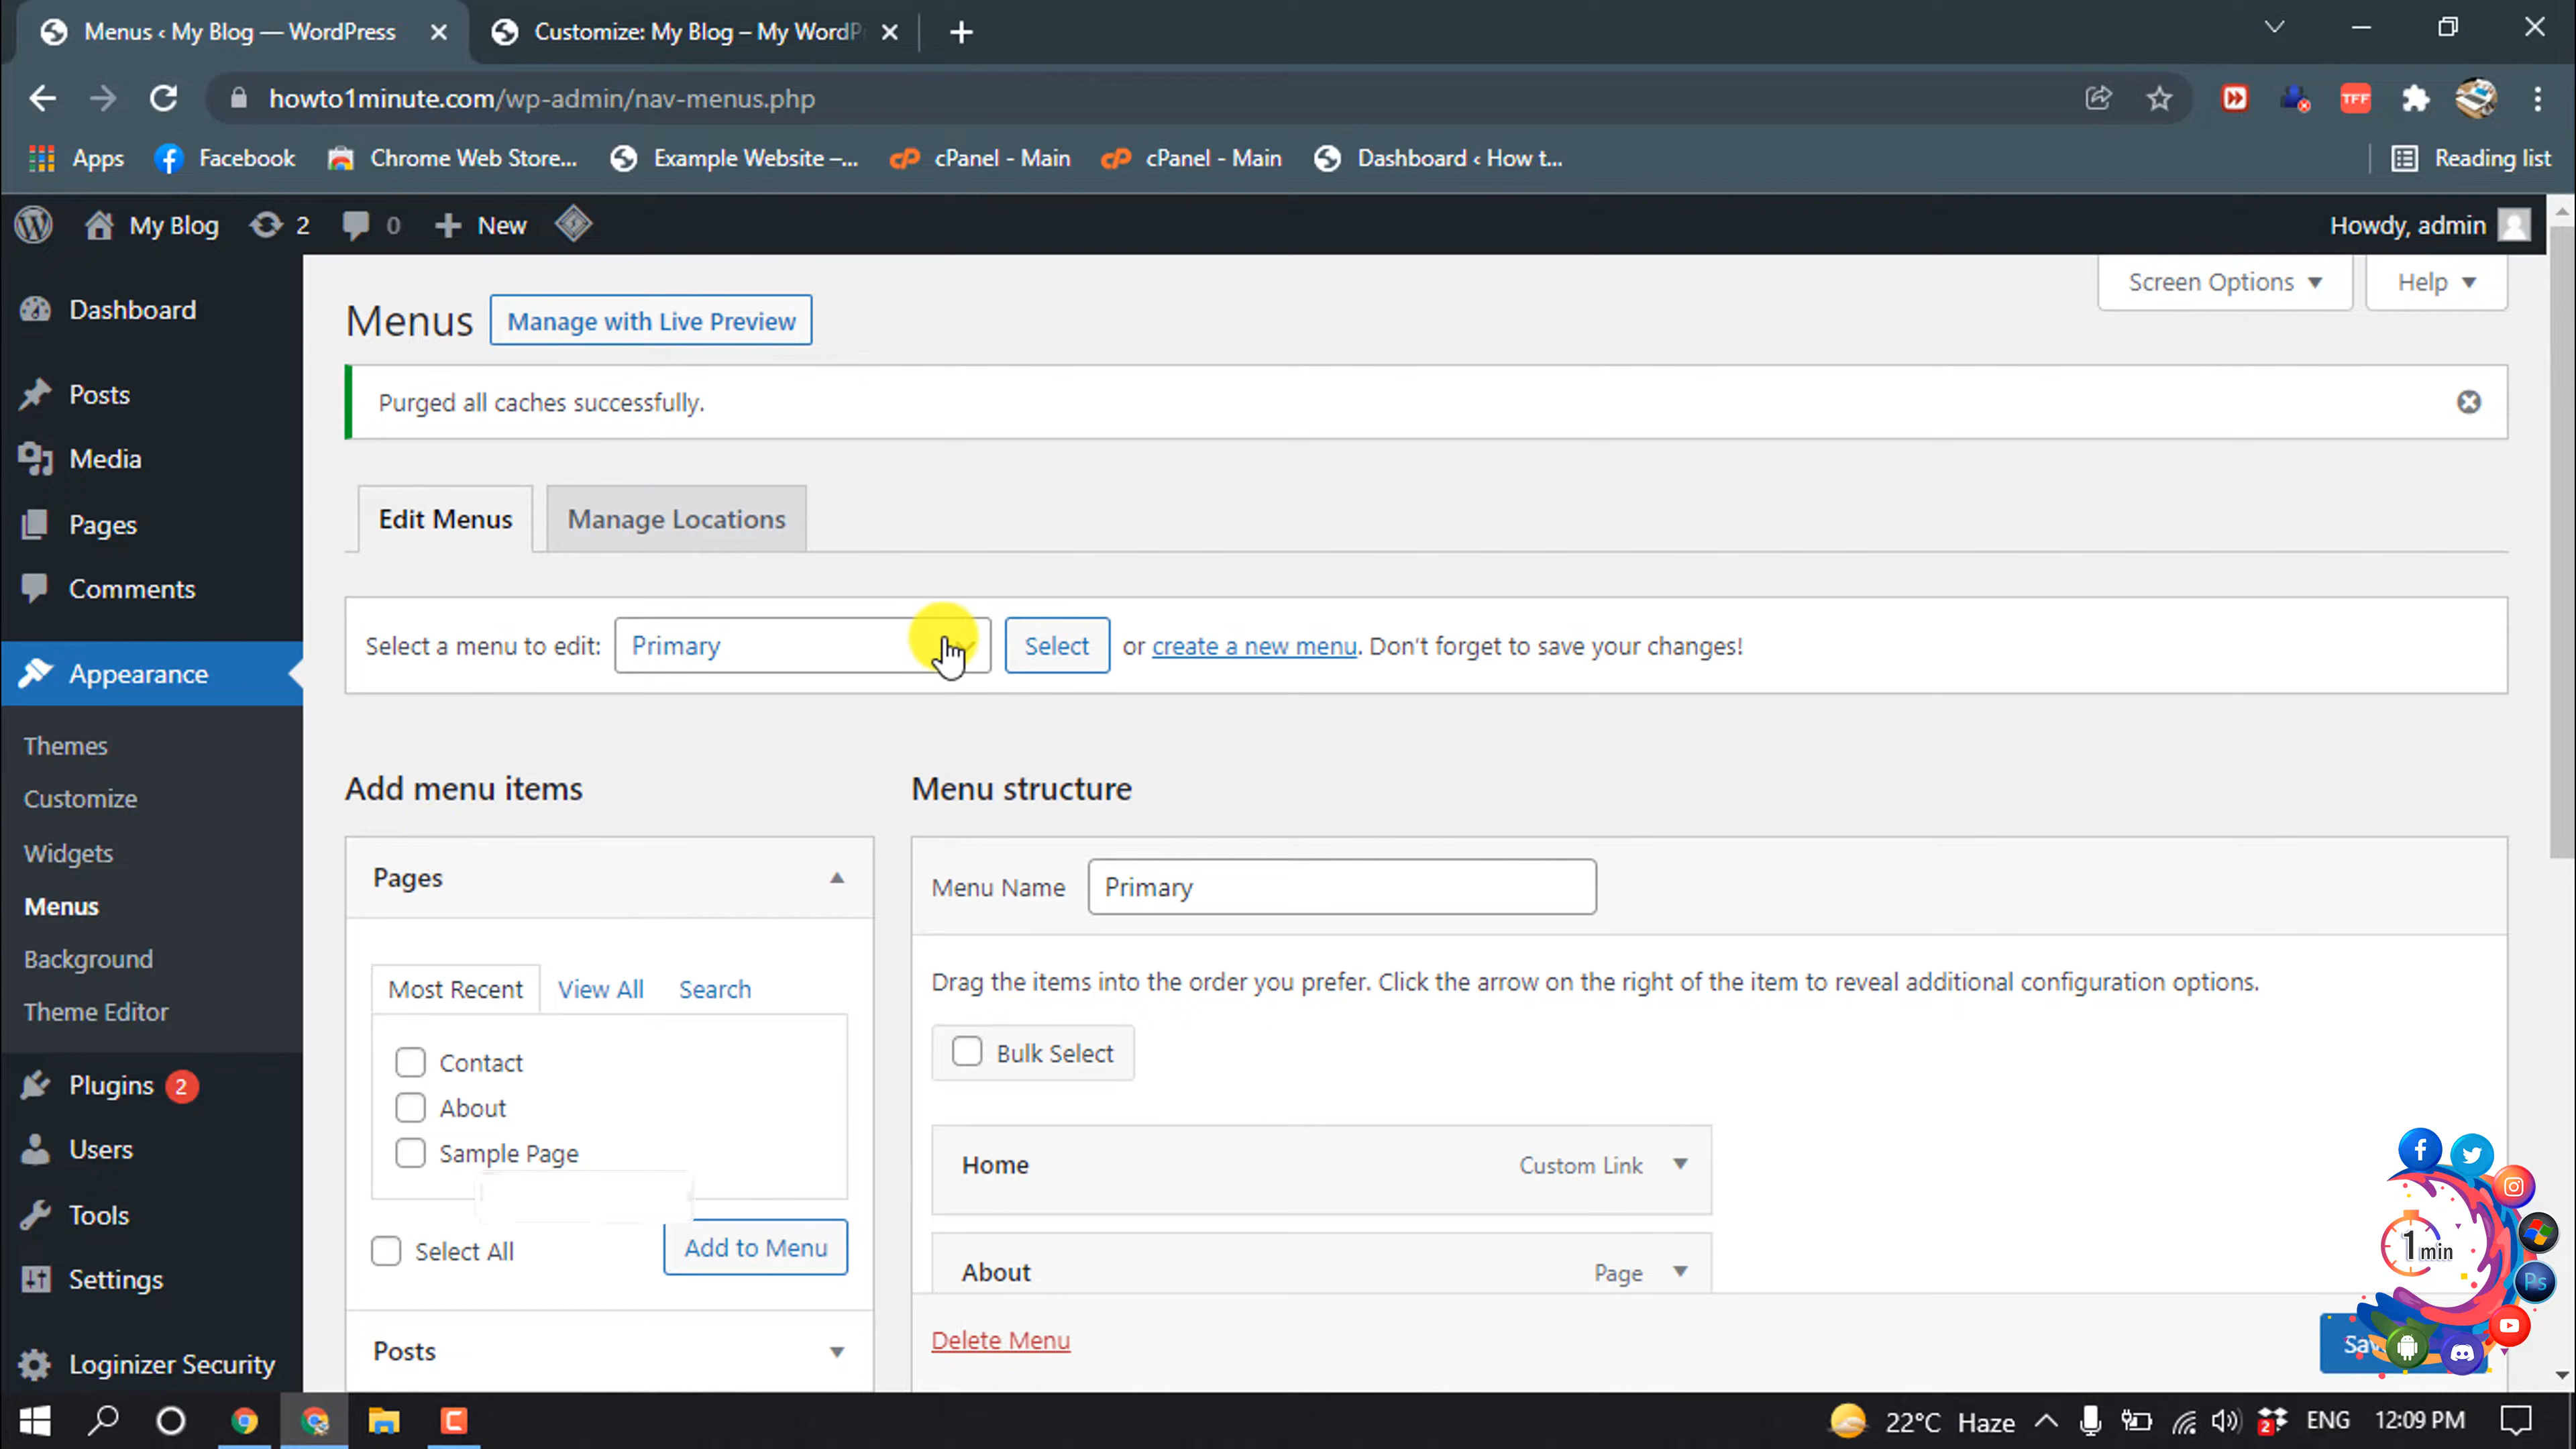 Menus ‹ My Blog — WordPress
Customize: My Blog – My WordP
howto1minute.com/wp-admin/nav-menus.php
TFF
Apps
Facebook
Chrome Web Store...
Example Website –...
cP cPanel - Main
cP cPanel - Main
Dashboard ‹ How t...
Reading list
My Blog
2
0
New
Howdy, admin
Screen Options
Help
Dashboard
Posts
Media
Pages
Comments
Appearance
Themes
Customize
Widgets
Menus
Background
Theme Editor
Plugins 2
Users
Tools
Settings
Loginizer Security
Menus
Manage with Live Preview
Purged all caches successfully.
Edit Menus
Manage Locations
Select a menu to edit: Primary Select or create a new menu. Don't forget to save your changes!
Add menu items
Pages
Most Recent View All Search
Contact
About
Sample Page
Select All
Add to Menu
Posts
Menu structure
Menu Name Primary
Drag the items into the order you prefer. Click the arrow on the right of the item to reveal additional configuration options.
Bulk Select
Home Custom Link
About Page
Delete Menu
1 min
Ps
22°C Haze
2
ENG
12:09 PM